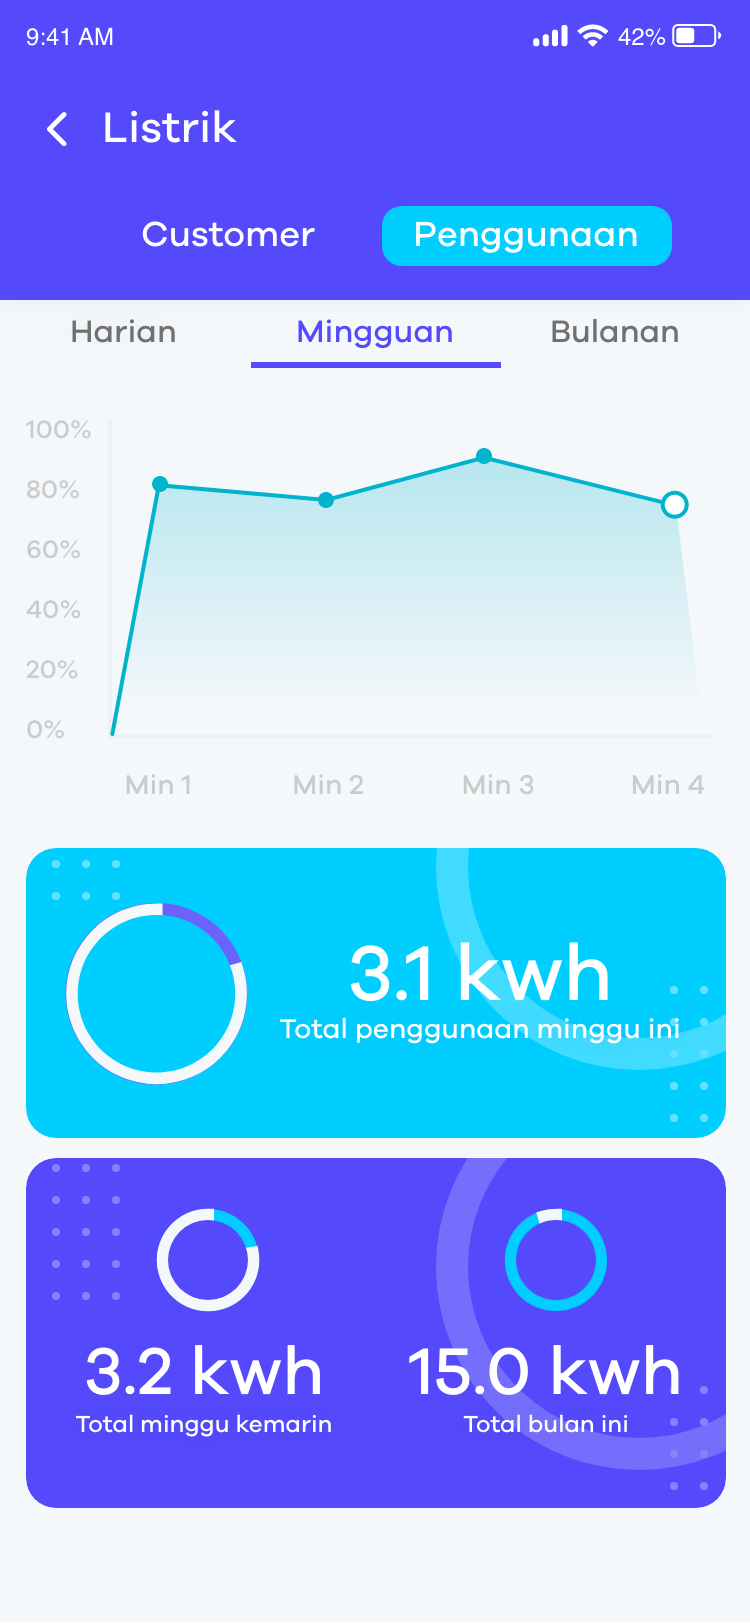 9:41 AM 42%
Listrik
Customer Penggunaan
Harian Mingguan Bulanan
100%
80%
60%
40%
20%
0%
Min 1 Min 2 Min 3 Min 4
3.1 kwh
Total penggunaan minggu ini
3.2 kwh 15.0 kwh
Total minggu kemarin Total bulan ini